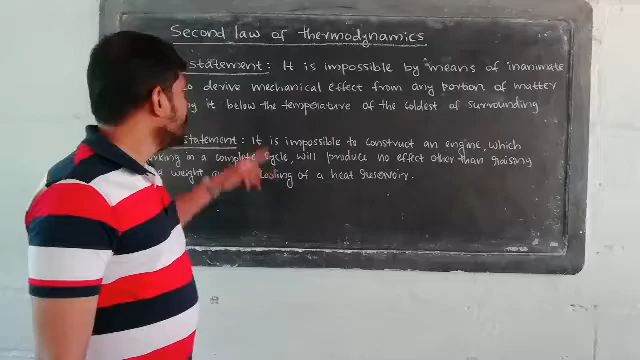 Second law of thermodynamics
statement : It is impossible by means of inanimate
to derive mechanical effect from any portion of matter
it below the temperature of the coldest of surrounding
statement : It is impossible to construct an engine, which
working in a complete cycle, will produce no effect other than raising
a weight cooling of a heat reservoir.